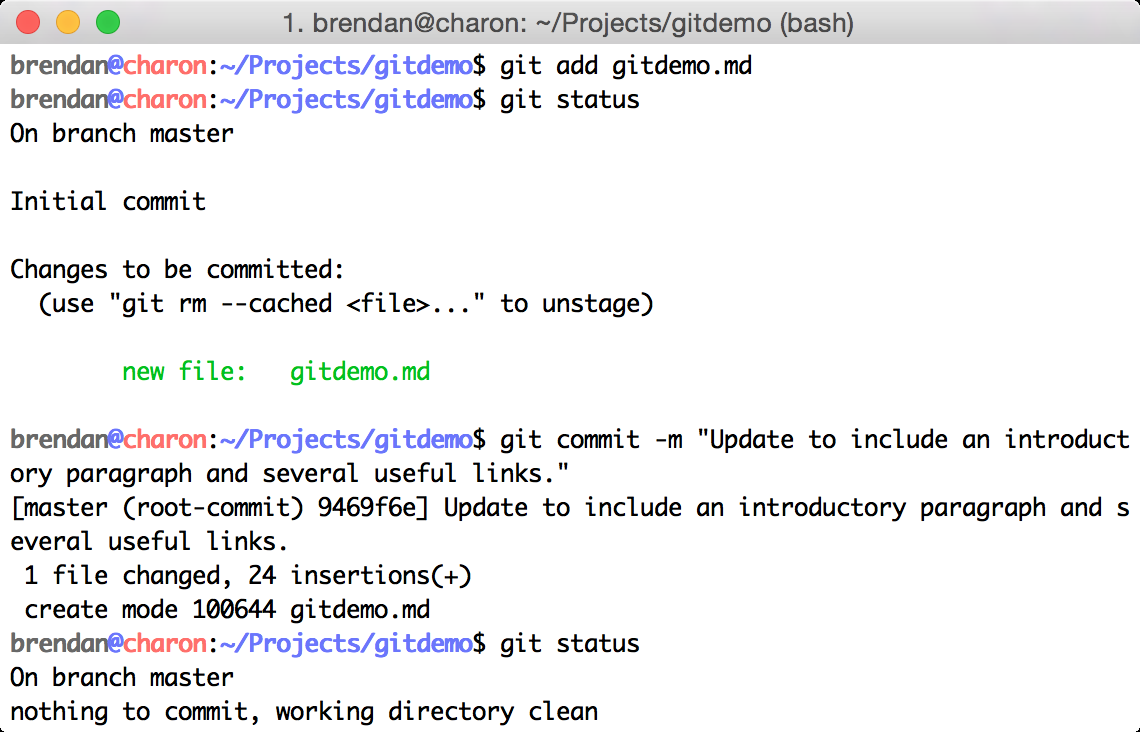 1. brendan@charon: ~/Projects/gitdemo (bash)
brendan@charon:~/Projects/gitdemo$ git add gitdemo.md
brendan@charon:~/Projects/gitdemo$ git status
On branch master
Initial commit
Changes to be committed:
  (use "git rm --cached <file>..." to unstage)
        new file:   gitdemo.md
brendan@charon:~/Projects/gitdemo$ git commit -m "Update to include an introduct
ory paragraph and several useful links."
[master (root-commit) 9469f6e] Update to include an introductory paragraph and s
everal useful links.
 1 file changed, 24 insertions(+)
 create mode 100644 gitdemo.md
brendan@charon:~/Projects/gitdemo$ git status
On branch master
nothing to commit, working directory clean